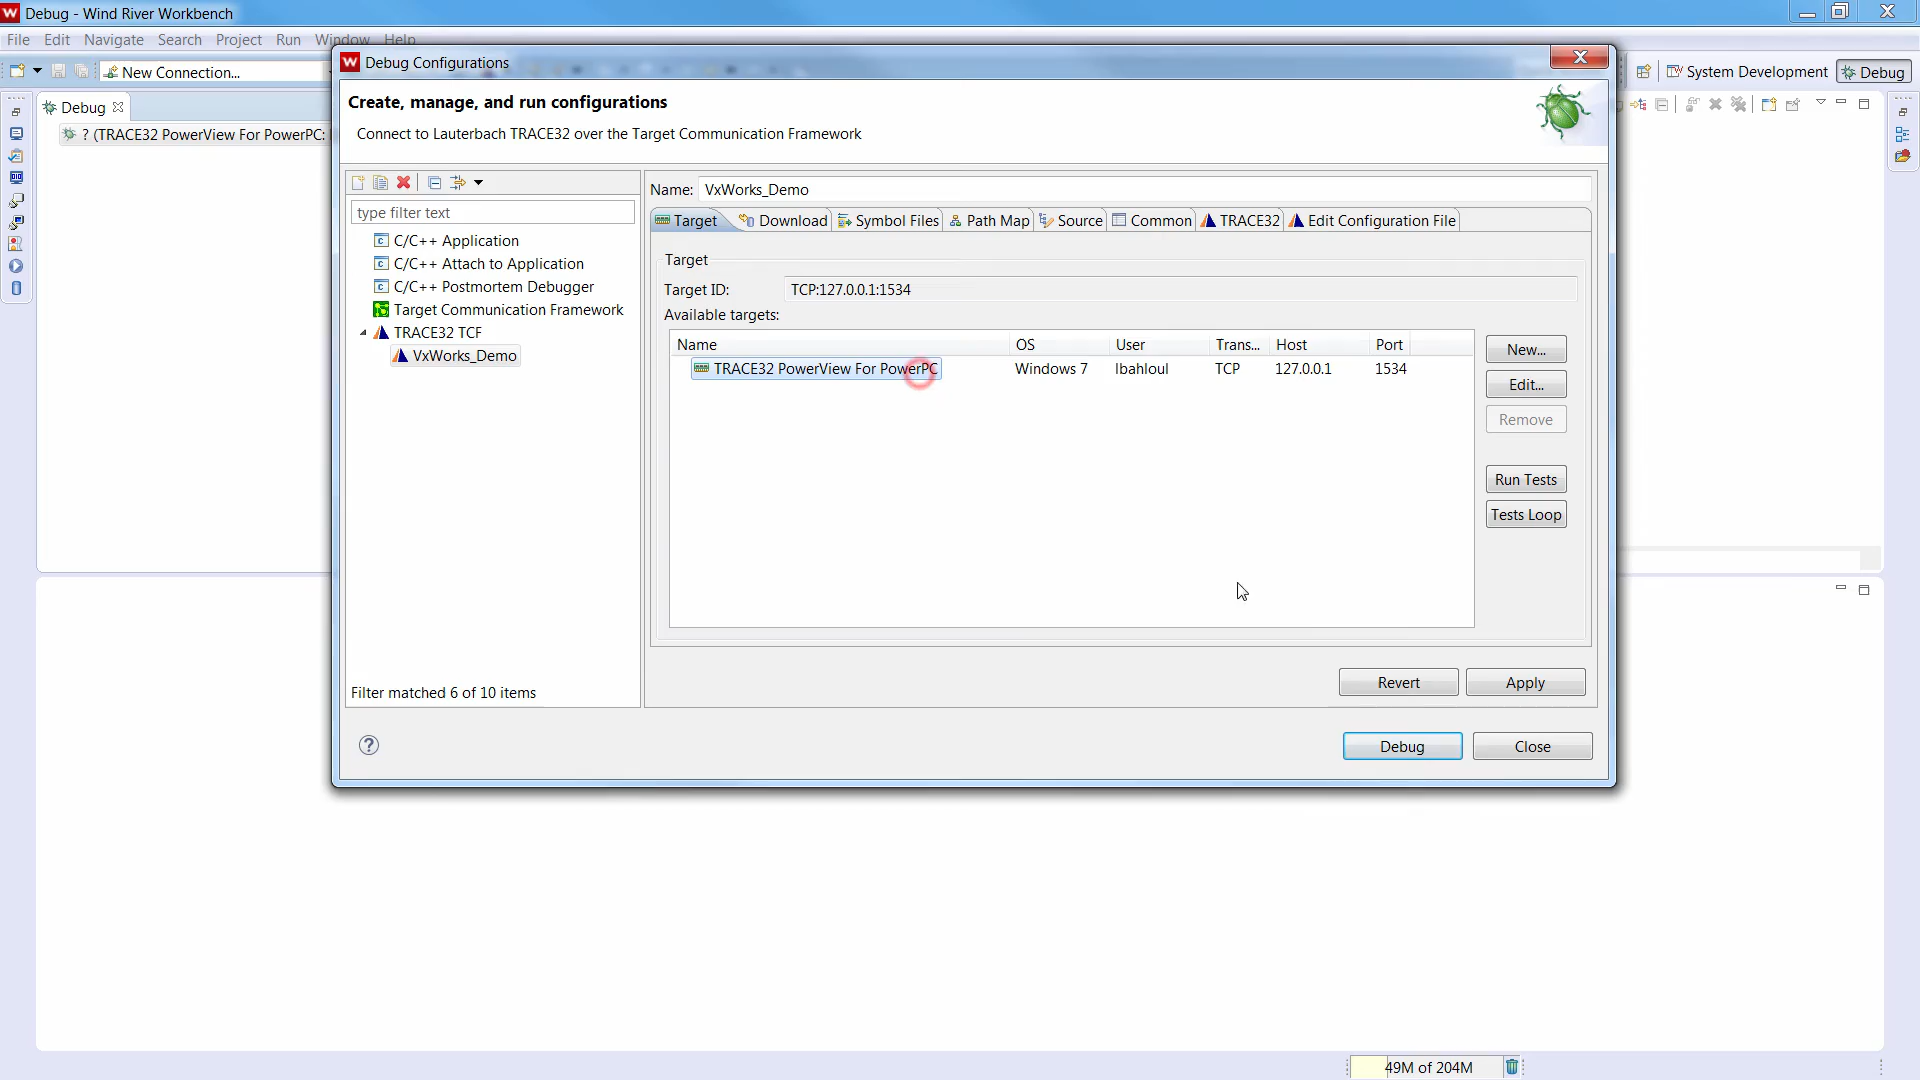 Debug - Wind River Workbench
File Edit Navigate Search Project Run Window Help
New Connection...
System Development
Debug
Debug
? (TRACE32 PowerView For PowerPC:
Debug Configurations
Create, manage, and run configurations
Connect to Lauterbach TRACE32 over the Target Communication Framework
type filter text
C/C++ Application
C/C++ Attach to Application
C/C++ Postmortem Debugger
Target Communication Framework
TRACE32 TCF
VxWorks_Demo
Filter matched 6 of 10 items
Name: VxWorks_Demo
Target Download Symbol Files Path Map Source Common TRACE32 Edit Configuration File
Target
Target ID: TCP:127.0.0.1:1534
Available targets:
Name OS User Trans... Host Port
TRACE32 PowerView For PowerPC Windows 7 lbahloul TCP 127.0.0.1 1534
New...
Edit...
Remove
Run Tests
Tests Loop
Revert Apply
Debug Close
49M of 204M